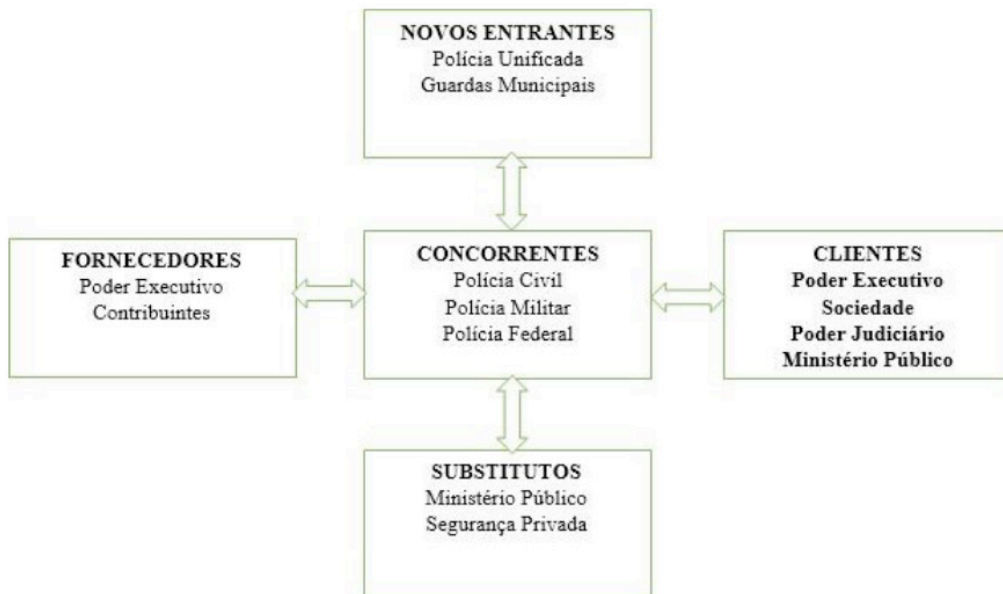 NOVOS ENTRANTES
Polícia Unificada
Guardas Municipais
FORNECEDORES
Poder Executivo
Contribuintes
CONCORRENTES
Polícia Civil
Polícia Militar
Polícia Federal
CLIENTES
Poder Executivo
Sociedade
Poder Judiciário
Ministério Público
SUBSTITUTOS
Ministério Público
Segurança Privada